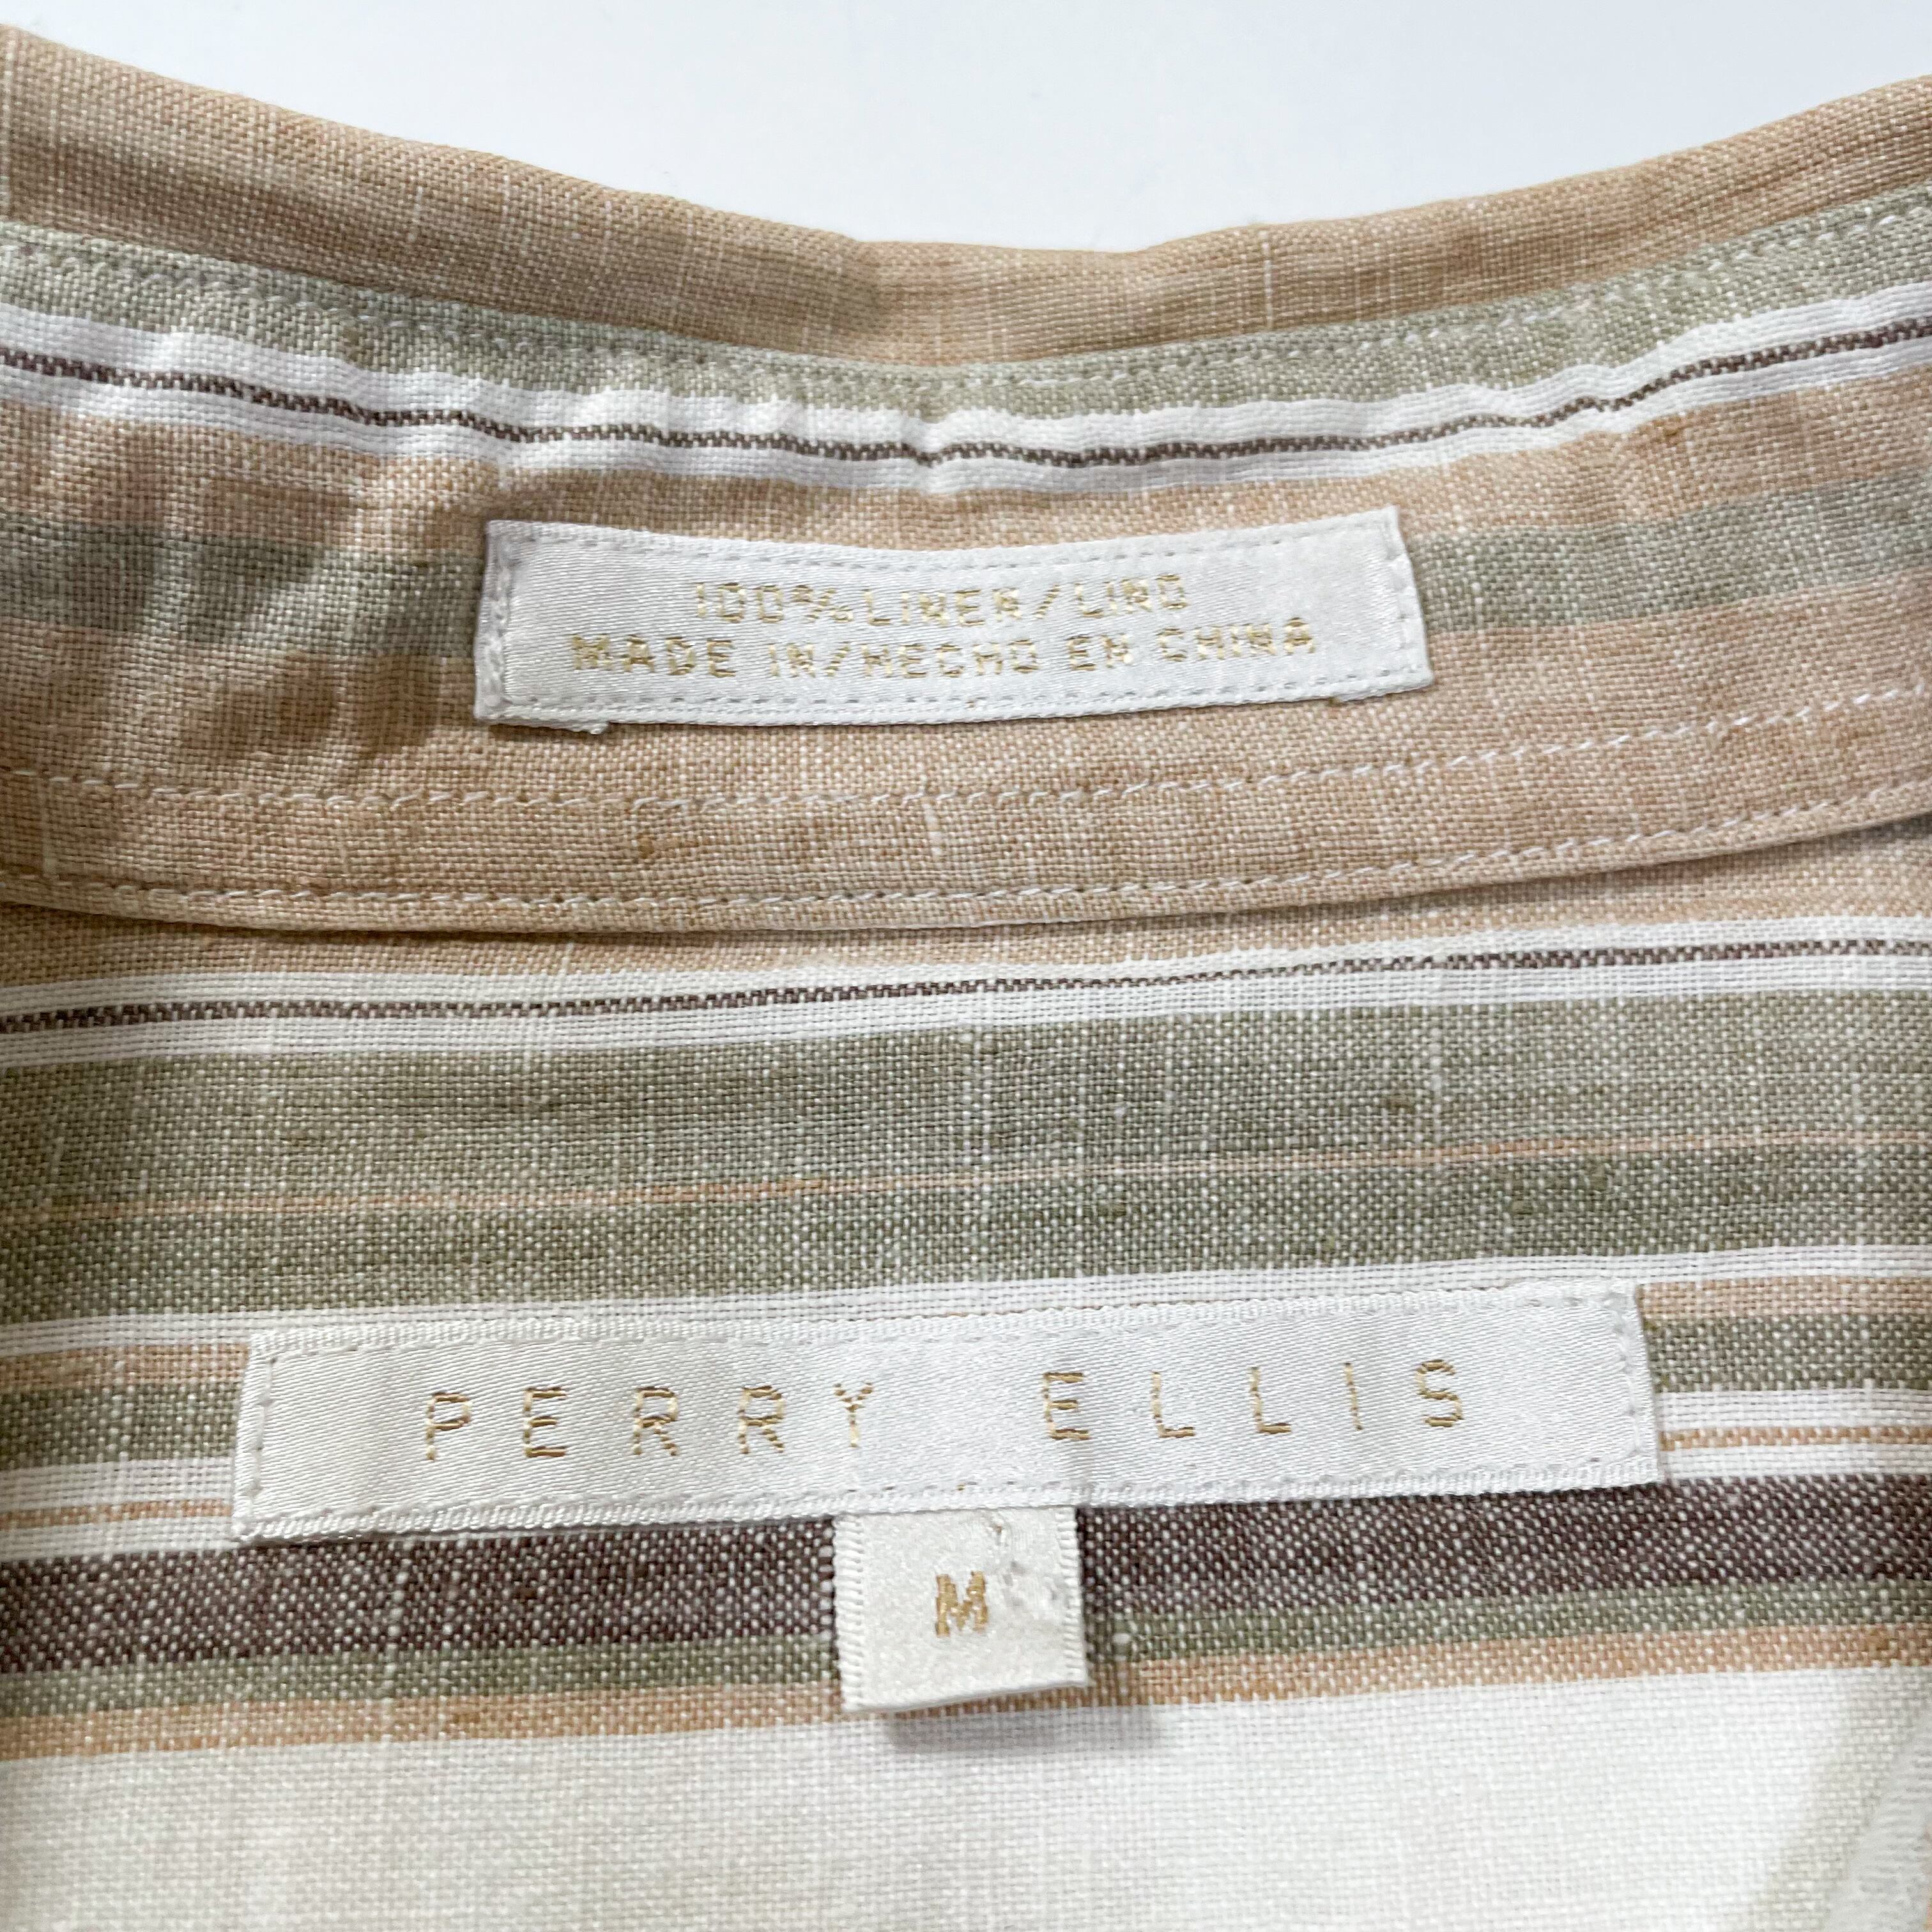 100% LINEN/LINO
MADE IN/HECHO EN CHINA
PERRY ELLIS
M